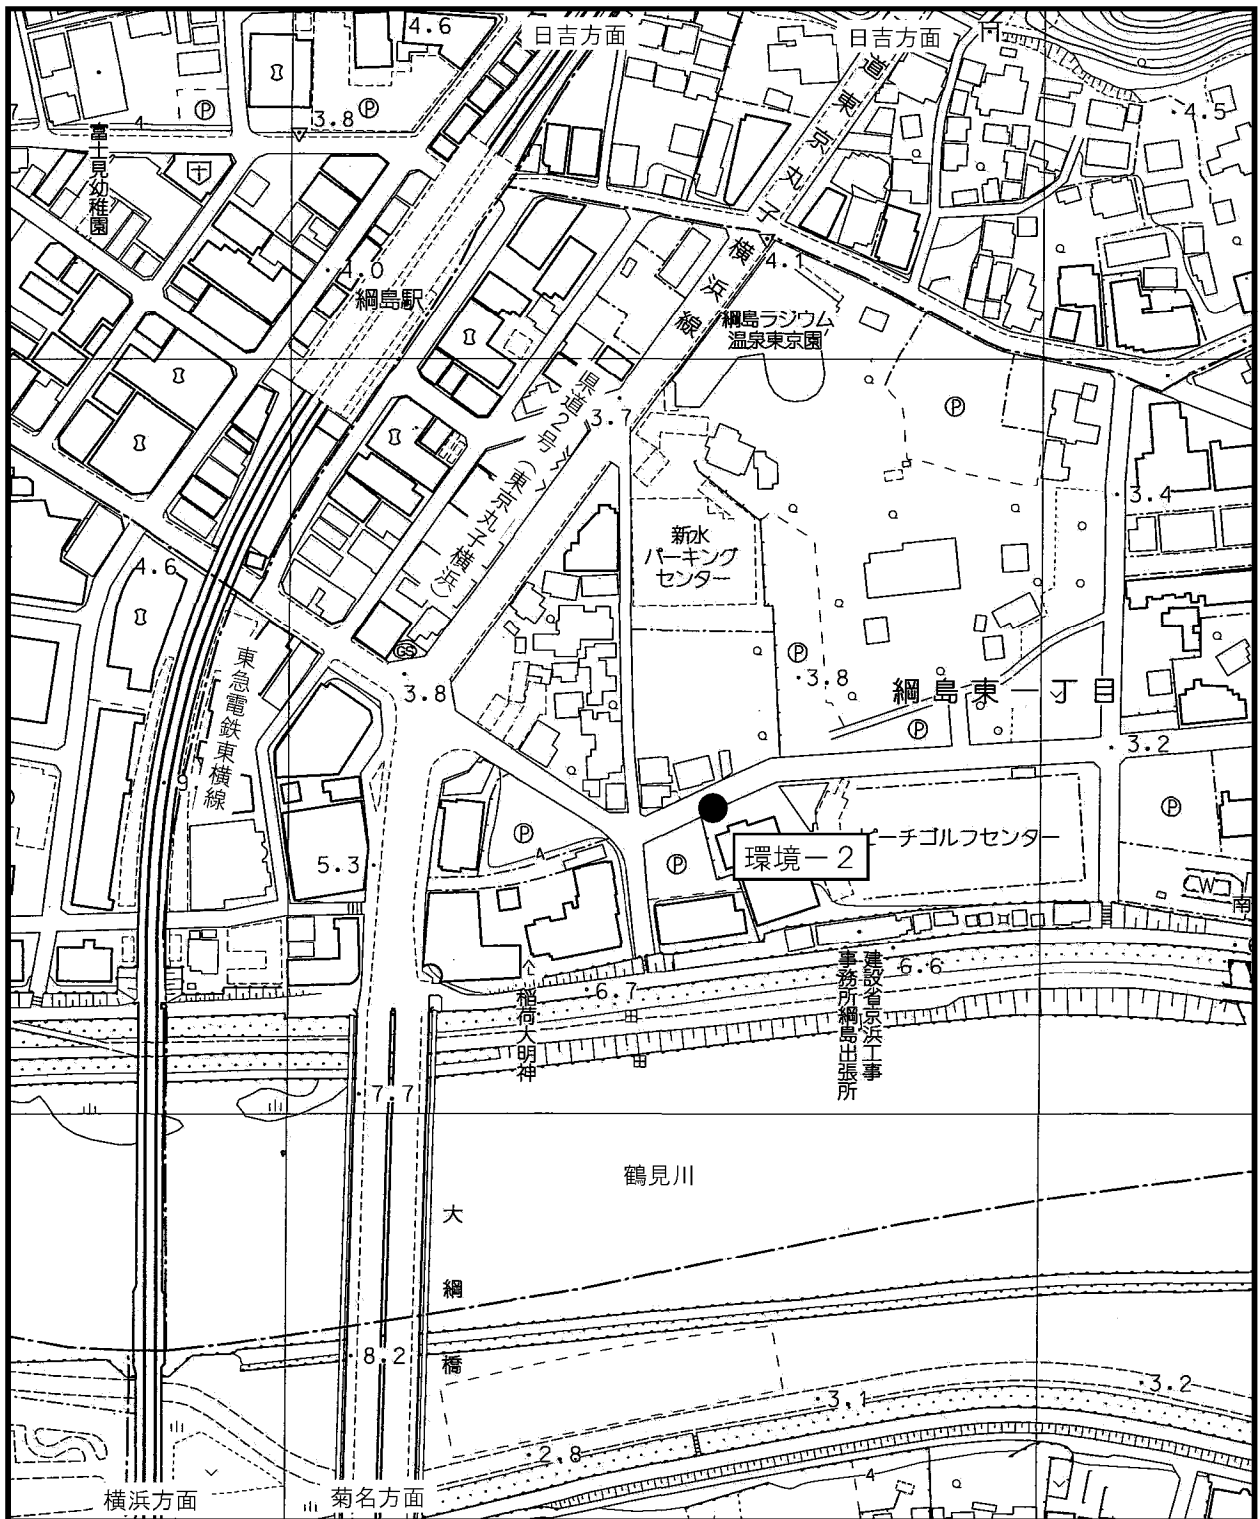 4.6
日吉方面
日吉方面
Ⓟ
3.8
Ⓟ
4
富士見幼稚園
道東京丸子横浜線
4.5
4.0
綱島駅
4.1
綱島ラジウム
温泉東京園
Ⓟ
県道2号(東京丸子横浜)
3.7
3.4
新水
パーキング
センター
4.6
GS
東急電鉄東横線
3.8
Ⓟ
3.8
綱島東一丁目
Ⓟ
3.2
9
Ⓟ
4
Ⓟ
Ⓟ
5.3
環境-2
ピーチゴルフセンター
CW
南
稲荷大明神
6.7
建設省京浜工事
事務所綱島出張所
6.6
7.7
鶴見川
大綱橋
8.2
3.1
3.2
2.8
4
横浜方面
菊名方面